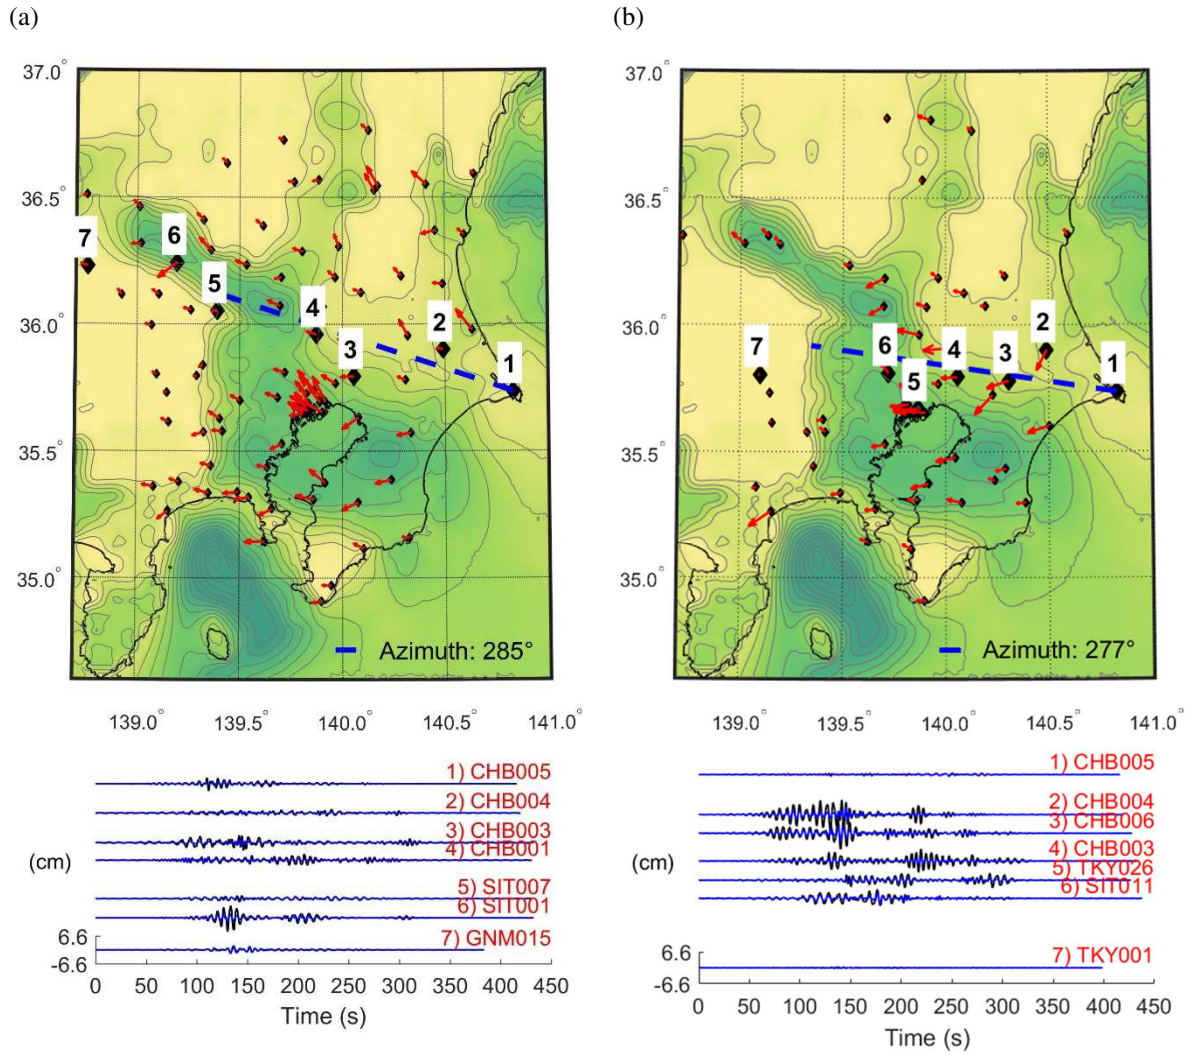 (a)
(b)
37.0°
36.5°
36.0°
35.5°
35.0°
7
6
5
4
3
2
1
Azimuth: 285°
139.0°
139.5°
140.0°
140.5°
141.0°
37.0
36.5
36.0
35.5
35.0
7
6
5
4
3
2
1
Azimuth: 277°
139.0
139.5
140.0
140.5
141.0
1) CHB005
2) CHB004
3) CHB003
4) CHB001
(cm)
5) SIT007
6) SIT001
7) GNM015
6.6
-6.6
0 50 100 150 200 250 300 350 400 450
Time (s)
1) CHB005
2) CHB004
3) CHB006
4) CHB003
(cm)
5) TKY026
6) SIT011
7) TKY001
6.6
-6.6
0 50 100 150 200 250 300 350 400 450
Time (s)